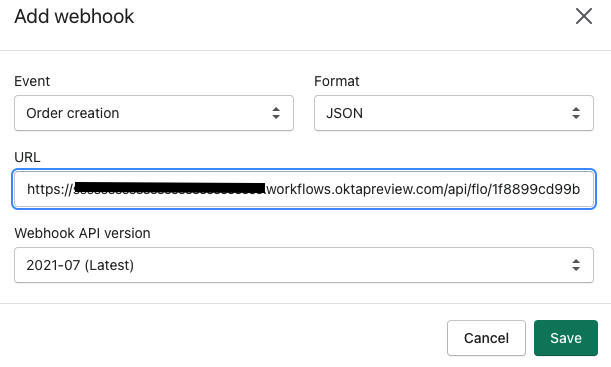 Add webhook
Event
Format
Order creation
JSON
URL
https:// workflows.oktapreview.com/api/flo/1f8899cd99b
Webhook API version
2021-07 (Latest)
Cancel
Save